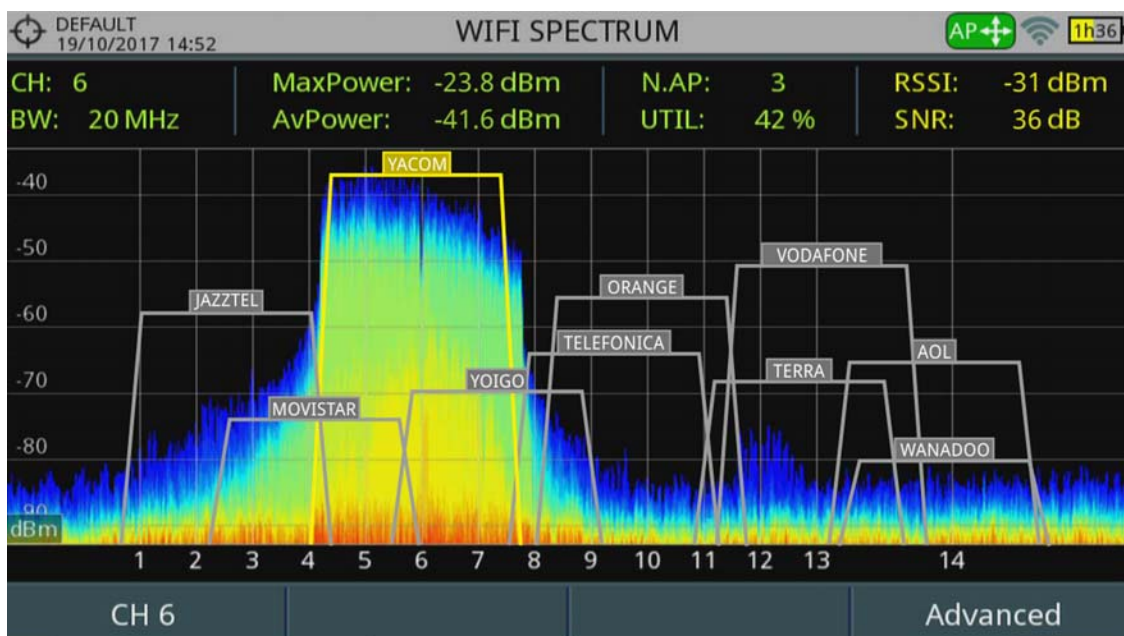 DEFAULT
19/10/2017 14:52
WIFI SPECTRUM
AP
1h36
CH: 6
MaxPower: -23.8 dBm
N.AP: 3
RSSI: -31 dBm
BW: 20 MHz
AvPower: -41.6 dBm
UTIL: 42 %
SNR: 36 dB
YACOM
-40
-50
VODAFONE
ORANGE
JAZZTEL
-60
TELEFONICA
AOL
TERRA
-70
YOIGO
MOVISTAR
-80
WANADOO
-90
dBm
1 2 3 4 5 6 7 8 9 10 11 12 13 14
CH 6
Advanced